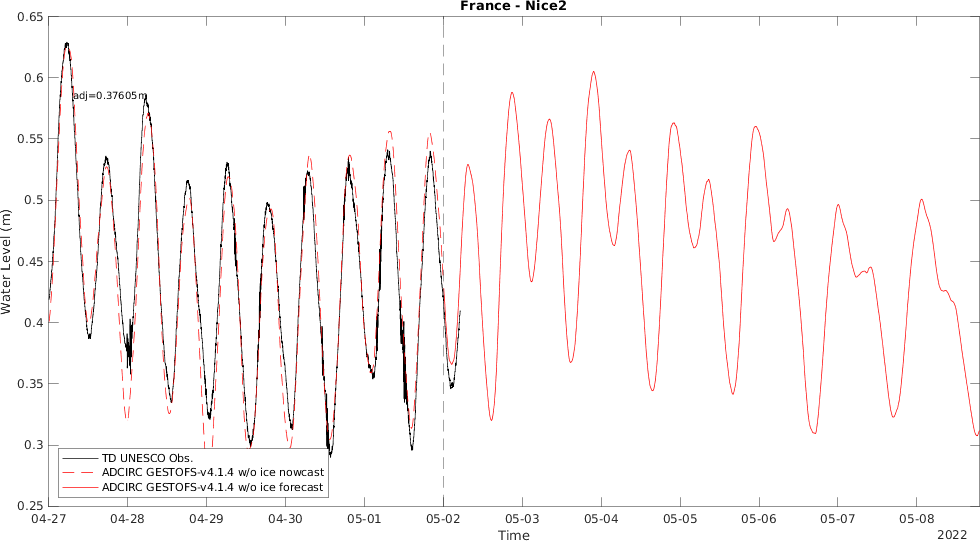 France - Nice2
0.65
0.6
adj=0.37605m
0.55
0.5
0.45
0.4
0.35
0.3
0.25
Water Level (m)
TD UNESCO Obs.
ADCIRC GESTOFS-v4.1.4 w/o ice nowcast
ADCIRC GESTOFS-v4.1.4 w/o ice forecast
04-27 04-28 04-29 04-30 05-01 05-02 05-03 05-04 05-05 05-06 05-07 05-08
Time
2022